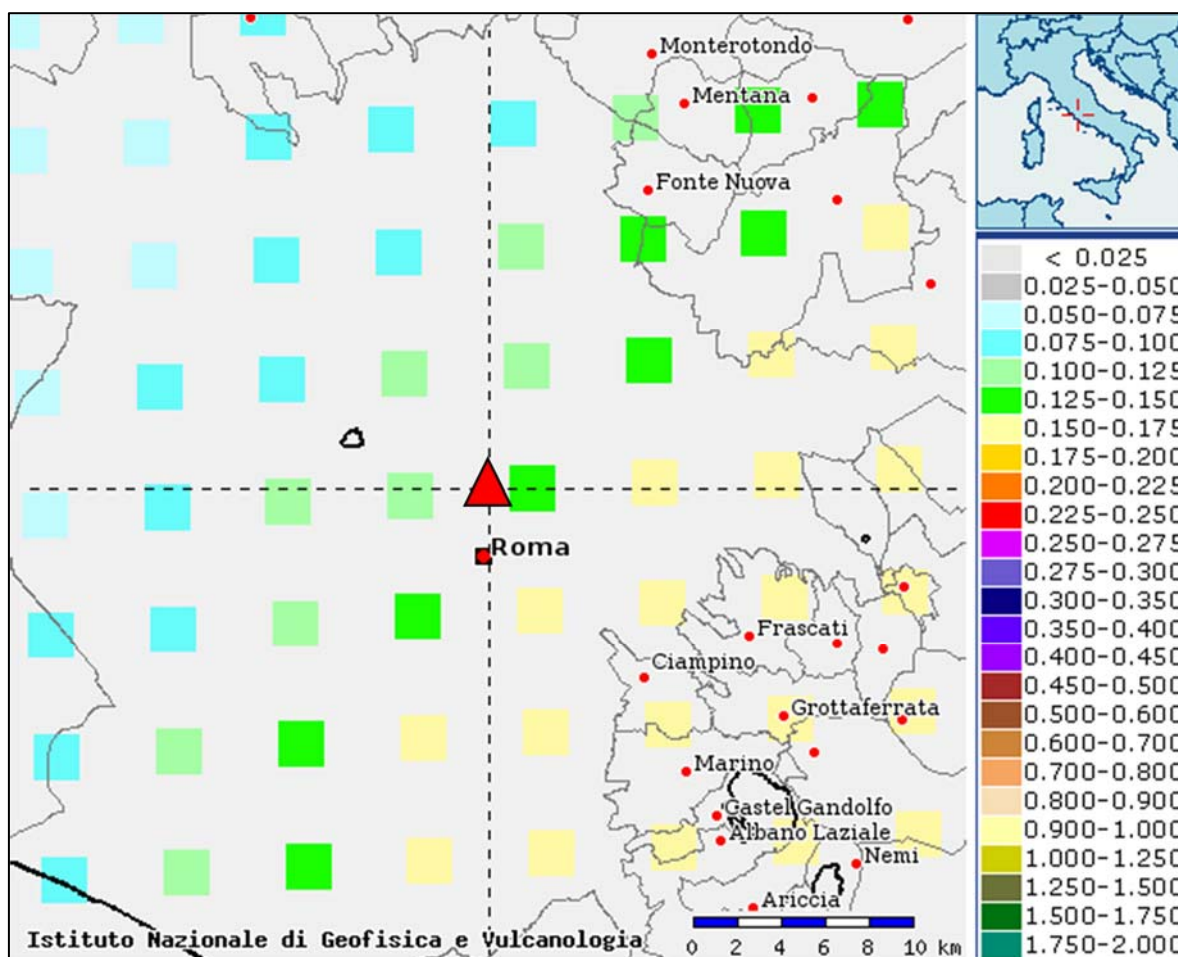 Monterotondo
Mentana
Fonte Nuova
Roma
Frascati
Ciampino
Grottaferrata
Marino
Castel Gandolfo
Albano Laziale
Nemi
Ariccia
Istituto Nazionale di Geofisica e Vulcanologia
0 2 4 6 8 10 km
< 0.025
0.025-0.050
0.050-0.075
0.075-0.100
0.100-0.125
0.125-0.150
0.150-0.175
0.175-0.200
0.200-0.225
0.225-0.250
0.250-0.275
0.275-0.300
0.300-0.350
0.350-0.400
0.400-0.450
0.450-0.500
0.500-0.600
0.600-0.700
0.700-0.800
0.800-0.900
0.900-1.000
1.000-1.250
1.250-1.500
1.500-1.750
1.750-2.000